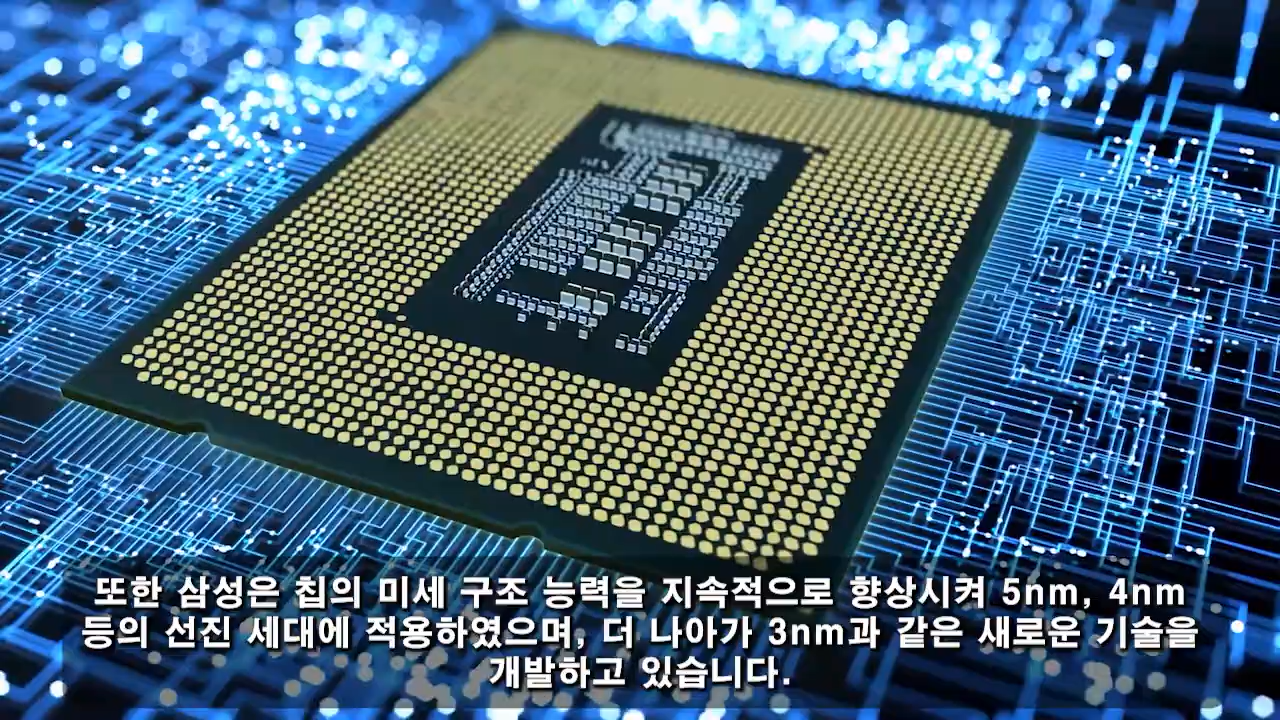 또한 삼성은 칩의 미세 구조 능력을 지속적으로 향상시켜 5nm, 4nm
등의 선진 세대에 적용하였으며, 더 나아가 3nm과 같은 새로운 기술을
개발하고 있습니다.